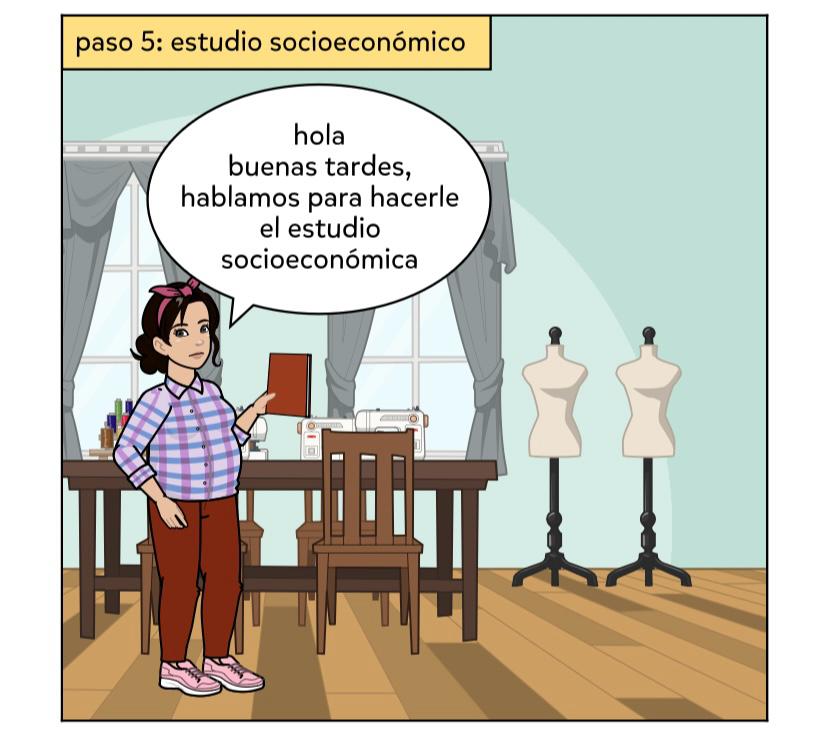 paso 5: estudio socioeconómico
hola
buenas tardes,
hablamos para hacerle
el estudio
socioeconómica